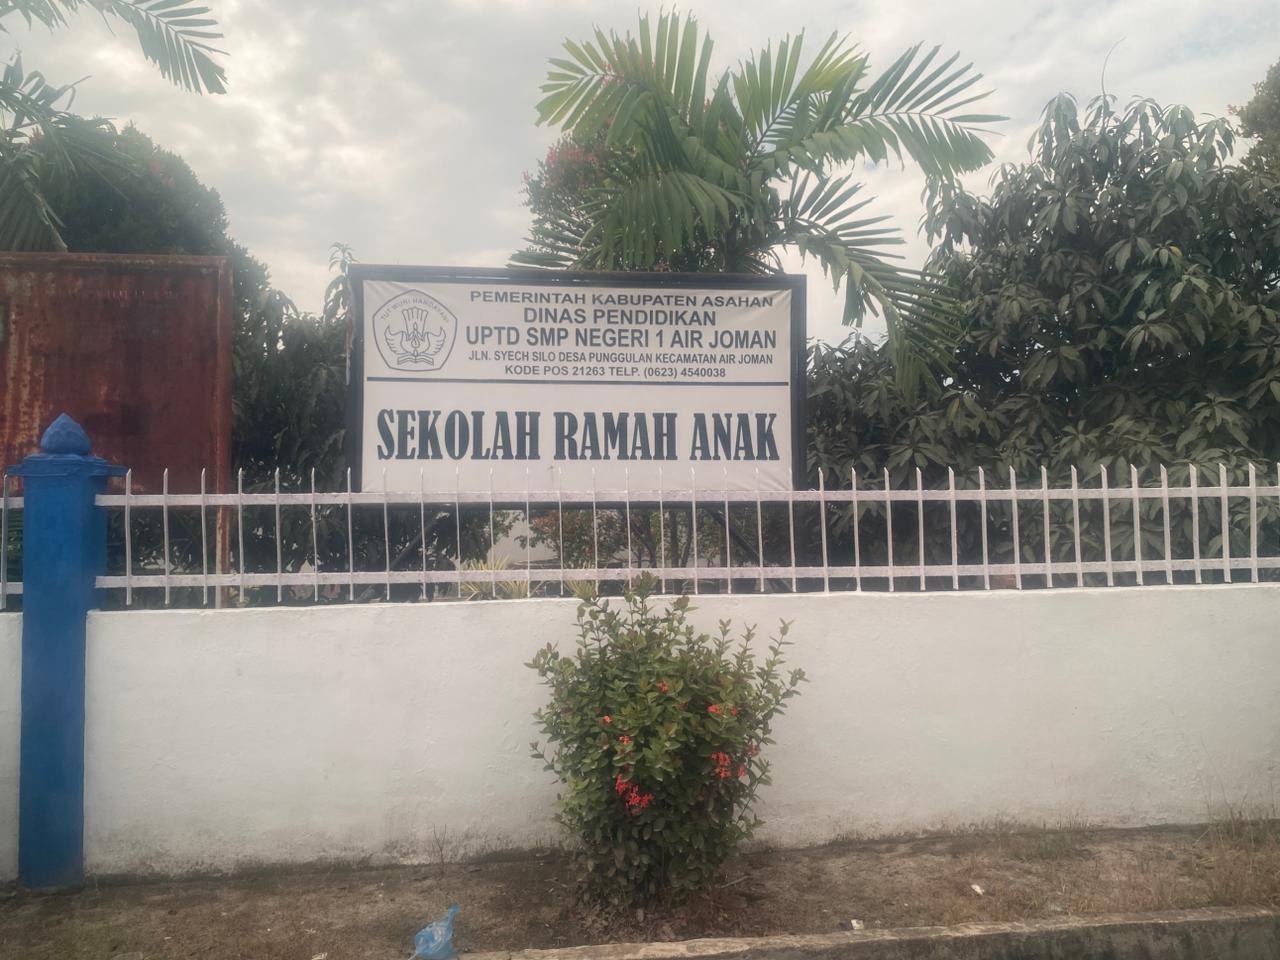 TUT WURI HANDAYANI
PEMERINTAH KABUPATEN ASAHAN
DINAS PENDIDIKAN
UPTD SMP NEGERI 1 AIR JOMAN
JLN. SYECH SILO DESA PUNGGULAN KECAMATAN AIR JOMAN
KODE POS 21263 TELP. (0623) 4540038
SEKOLAH RAMAH ANAK